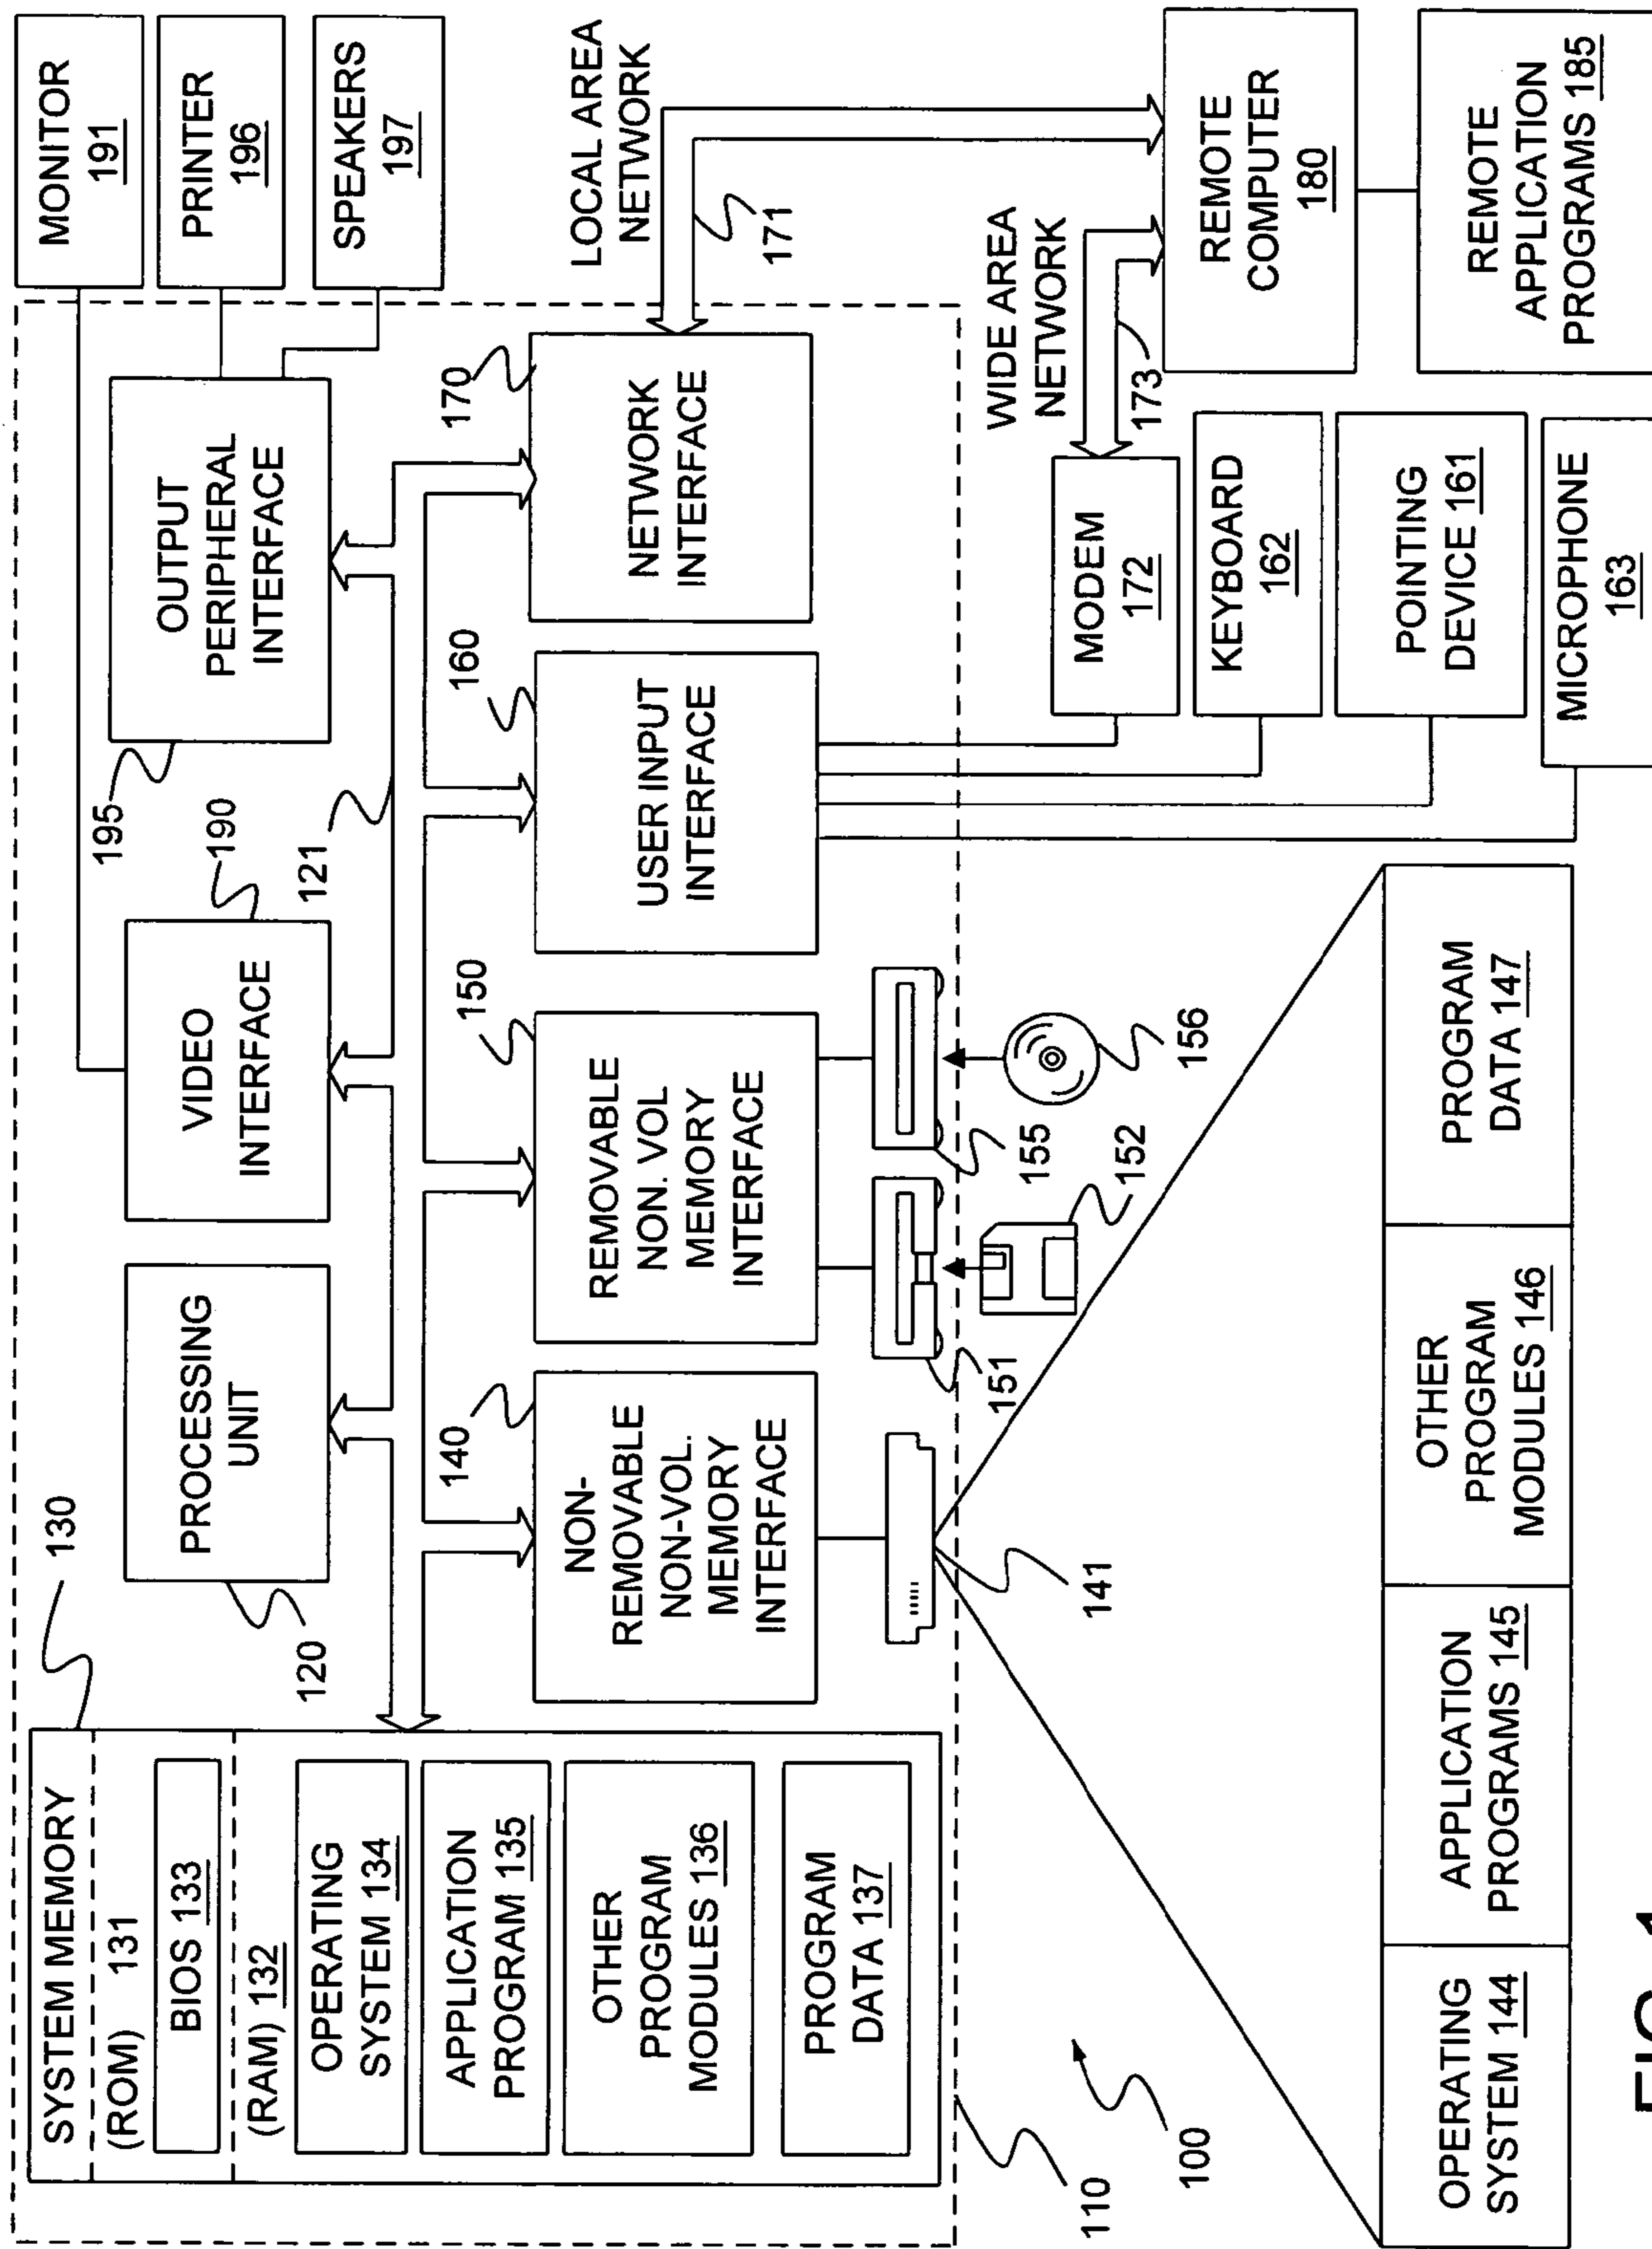 SYSTEM MEMORY
(ROM) 131
BIOS 133
(RAM) 132
OPERATING
SYSTEM 134
APPLICATION
PROGRAM 135
OTHER
PROGRAM
MODULES 136
PROGRAM
DATA 137
130
120
PROCESSING
UNIT
VIDEO
INTERFACE
190
121
195
OUTPUT
PERIPHERAL
INTERFACE
MONITOR
191
PRINTER
196
SPEAKERS
197
140
NON-
REMOVABLE
NON-VOL.
MEMORY
INTERFACE
150
REMOVABLE
NON. VOL
MEMORY
INTERFACE
160
USER INPUT
INTERFACE
170
NETWORK
INTERFACE
LOCAL AREA
NETWORK
171
141
151
152
155
156
WIDE AREA
NETWORK
173
MODEM
172
KEYBOARD
162
POINTING
DEVICE 161
MICROPHONE
163
REMOTE
COMPUTER
180
REMOTE
APPLICATION
PROGRAMS 185
110
100
OPERATING
SYSTEM 144
APPLICATION
PROGRAMS 145
OTHER
PROGRAM
MODULES 146
PROGRAM
DATA 147